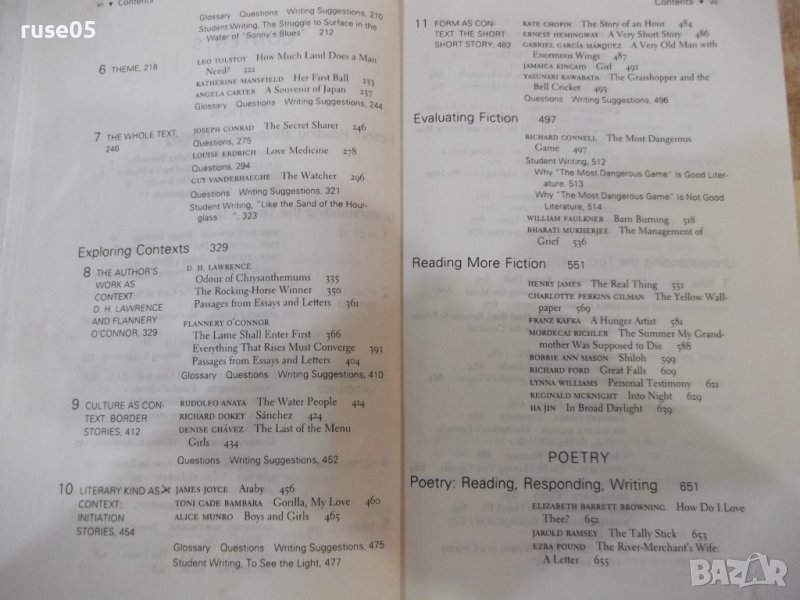 ruse05
vi ▾ Contents
Glossary Questions Writing Suggestions, 210
Student Writing, The Struggle to Surface in the
Water of "Sonny's Blues" 212
6 THEME, 218
LEO TOLSTOY How Much Land Does a Man
Need? 222
KATHERINE MANSFIELD Her First Ball 233
ANGELA CARTER A Souvenir of Japan 237
Glossary Questions Writing Suggestions, 244
7 THE WHOLE TEXT,
246
JOSEPH CONRAD The Secret Sharer 246
Questions, 275
LOUISE ERDRICH Love Medicine 278
Questions, 294
GUY VANDERHAEGHE The Watcher 296
Questions Writing Suggestions, 321
Student Writing, "Like the Sand of the Hour-
glass . . .", 323
Exploring Contexts 329
8 THE AUTHOR'S
WORK AS
CONTEXT:
D. H. LAWRENCE
AND FLANNERY
O'CONNOR, 329
D. H. LAWRENCE
Odour of Chrysanthemums 335
The Rocking-Horse Winner 350
Passages from Essays and Letters 361
FLANNERY O'CONNOR
The Lame Shall Enter First 366
Everything That Rises Must Converge 393
Passages from Essays and Letters 404
Glossary Questions Writing Suggestions, 410
9 CULTURE AS CON-
TEXT: BORDER
STORIES, 412
RUDOLFO ANAYA The Water People 414
RICHARD DOKEY Sánchez 424
DENISE CHÁVEZ The Last of the Menu
Girls 434
Questions Writing Suggestions, 452
10 LITERARY KIND AS
CONTEXT:
INITIATION
STORIES, 454
JAMES JOYCE Araby 456
TONI CADE BAMBARA Gorilla, My Love 460
ALICE MUNRO Boys and Girls 465
Glossary Questions Writing Suggestions, 475
Student Writing, To See the Light, 477
Contents ▾ vii
11 FORM AS CON-
TEXT: THE SHORT
SHORT STORY, 482
KATE CHOPIN The Story of an Hour 484
ERNEST HEMINGWAY A Very Short Story 486
GABRIEL GARCÍA MÁRQUEZ A Very Old Man with
Enormous Wings 487
JAMAICA KINCAID Girl 492
YASUNARI KAWABATA The Grasshopper and the
Bell Cricket 493
Questions Writing Suggestions, 496
Evaluating Fiction 497
RICHARD CONNELL The Most Dangerous
Game 497
Student Writing, 512
Why "The Most Dangerous Game" Is Good Liter-
ature, 513
Why "The Most Dangerous Game" Is Not Good
Literature, 514
WILLIAM FAULKNER Barn Burning 518
BHARATI MUKHERJEE The Management of
Grief 536
Reading More Fiction 551
HENRY JAMES The Real Thing 551
CHARLOTTE PERKINS GILMAN The Yellow Wall-
paper 569
FRANZ KAFKA A Hunger Artist 581
MORDECAI RICHLER The Summer My Grand-
mother Was Supposed to Die 588
BOBBIE ANN MASON Shiloh 599
RICHARD FORD Great Falls 609
LYNNA WILLIAMS Personal Testimony 621
REGINALD MCKNIGHT Into Night 629
HA JIN In Broad Daylight 639
POETRY
Poetry: Reading, Responding, Writing 651
ELIZABETH BARRETT BROWNING How Do I Love
Thee? 652
JAROLD RAMSEY The Tally Stick 653
EZRA POUND The River-Merchant's Wife:
A Letter 655
BAZAR